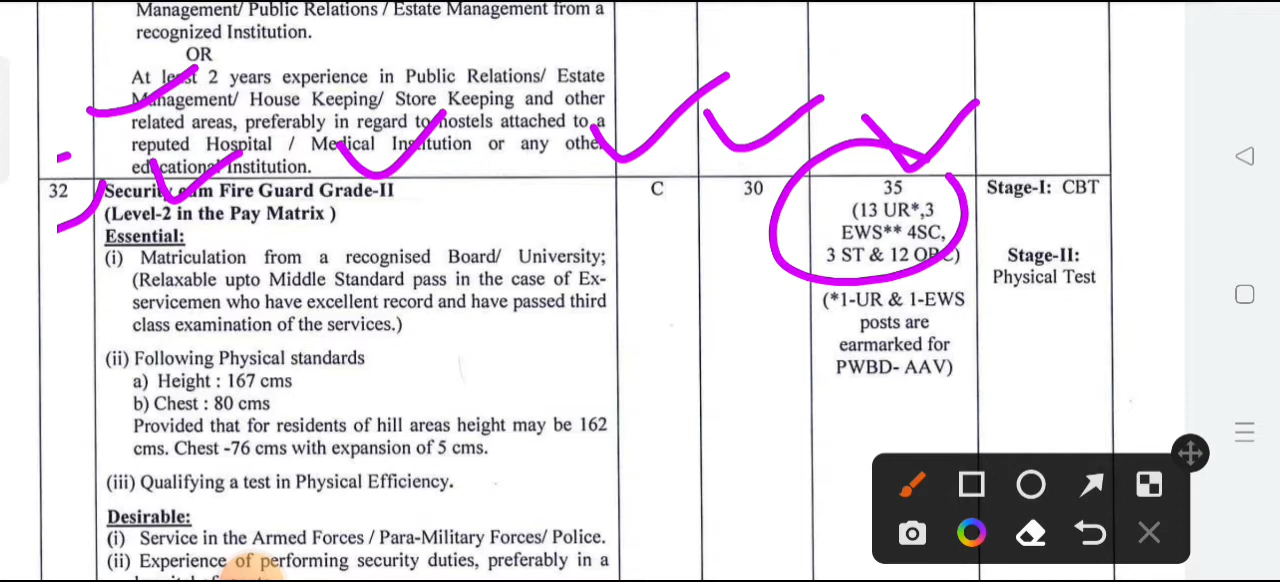 Management/ Public Relations / Estate Management from a
recognized Institution.
OR
At least 2 years experience in Public Relations/ Estate
Management/ House Keeping/ Store Keeping and other
related areas, preferably in regard to hostels attached to a
reputed Hospital / Medical Institution or any other
educational Institution.
32
Security cum Fire Guard Grade-II
(Level-2 in the Pay Matrix )
Essential:
(i) Matriculation from a recognised Board/ University;
(Relaxable upto Middle Standard pass in the case of Ex-
servicemen who have excellent record and have passed third
class examination of the services.)
(ii) Following Physical standards
a) Height : 167 cms
b) Chest : 80 cms
Provided that for residents of hill areas height may be 162
cms. Chest -76 cms with expansion of 5 cms.
(iii) Qualifying a test in Physical Efficiency.
Desirable:
(i) Service in the Armed Forces / Para-Military Forces/ Police.
(ii) Experience of performing security duties, preferably in a
C
30
35
(13 UR*,3
EWS** 4SC,
3 ST & 12 OBC)
(*1-UR & 1-EWS
posts are
earmarked for
PWBD- AAV)
Stage-I: CBT
Stage-II:
Physical Test